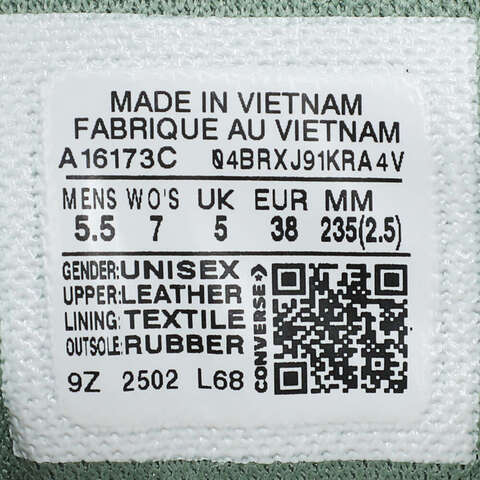 MADE IN VIETNAM
FABRIQUE AU VIETNAM
A16173C 04BRXJ91KRA4V
MENS WO'S UK EUR MM
5.5 7 5 38 235(2.5)
GENDER:UNISEX
UPPER:LEATHER
LINING:TEXTILE
OUTSOLE:RUBBER
CONVERSE
9Z 2502 L68